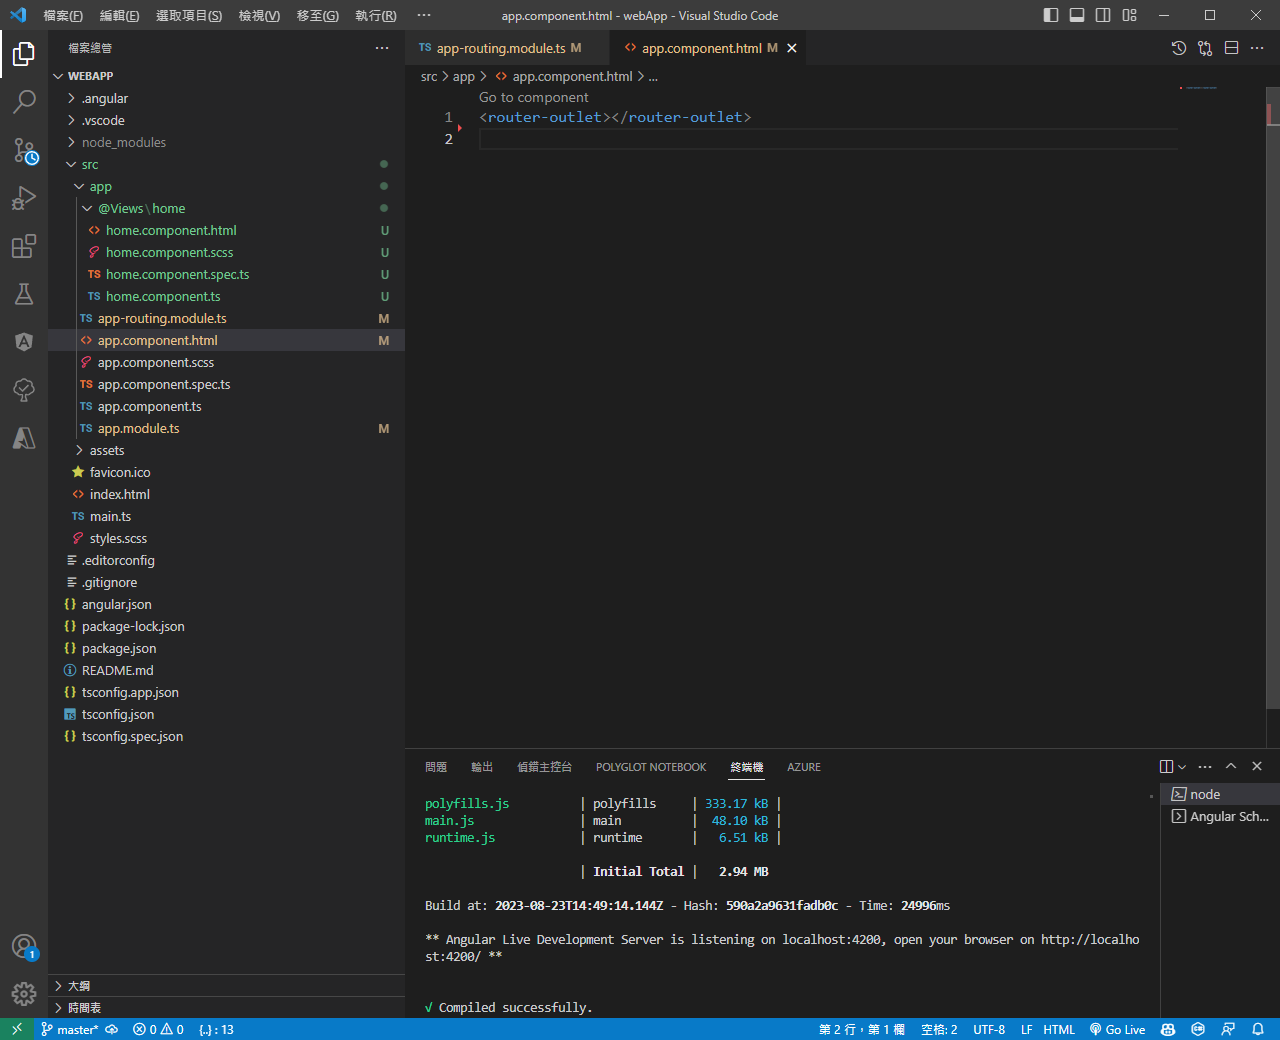 檔案(F) 編輯(E) 選取項目(S) 檢視(V) 移至(G) 執行(R) ··· app.component.html - webApp - Visual Studio Code
檔案總管 ···
WEBAPP
.angular
.vscode
node_modules
src
app
@Views\home
home.component.html U
home.component.scss U
TS home.component.spec.ts U
TS home.component.ts U
TS app-routing.module.ts M
app.component.html M
app.component.scss
TS app.component.spec.ts
TS app.component.ts
TS app.module.ts M
assets
favicon.ico
index.html
TS main.ts
styles.scss
.editorconfig
.gitignore
{} angular.json
{} package-lock.json
{} package.json
README.md
{} tsconfig.app.json
TS tsconfig.json
{} tsconfig.spec.json
大綱
時間表
1
TS app-routing.module.ts M <> app.component.html M ×
src > app > <> app.component.html > ...
Go to component
1 <router-outlet></router-outlet>
2
問題 輸出 偵錯主控台 POLYGLOT NOTEBOOK 終端機 AZURE
polyfills.js | polyfills | 333.17 kB |
main.js | main | 48.10 kB |
runtime.js | runtime | 6.51 kB |
| Initial Total | 2.94 MB
Build at: 2023-08-23T14:49:14.144Z - Hash: 590a2a9631fadb0c - Time: 24996ms
** Angular Live Development Server is listening on localhost:4200, open your browser on http://localho
st:4200/ **
√ Compiled successfully.
node
Angular Sch...
master* 0 0 {..} : 13 第 2 行，第 1 欄 空格: 2 UTF-8 LF HTML Go Live